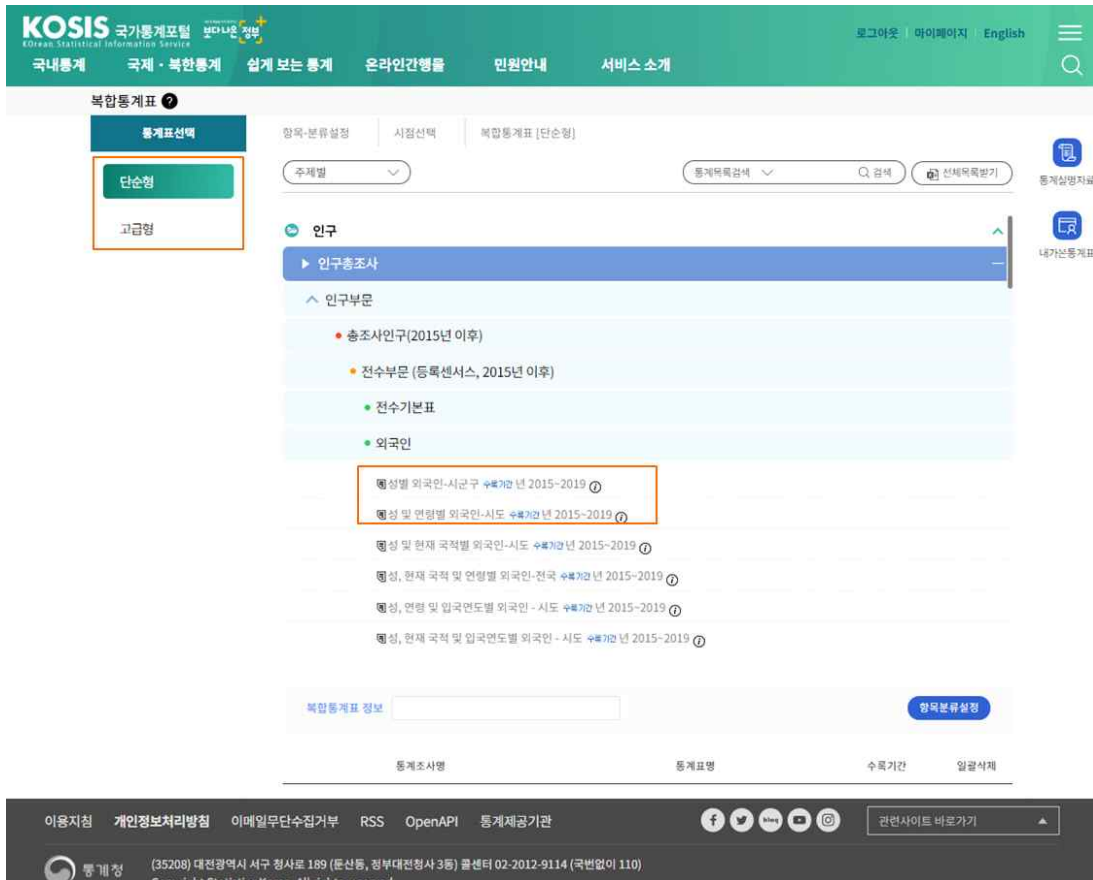 KOSIS 국가통계포털 보다나은 정부
KOrean Statistical Information Service
로그아웃 마이페이지 English
국내통계 국제・북한통계 쉽게 보는 통계 온라인간행물 민원안내 서비스 소개
복합통계표 ?
통계표선택 항목-분류설정 시점선택 복합통계표 [단순형]
단순형
고급형
주제별 통계목록검색 검색 전체목록받기
통계설명자료
내가본통계표
인구
인구총조사
인구부문
총조사인구(2015년 이후)
전수부문 (등록센서스, 2015년 이후)
전수기본표
외국인
성별 외국인-시군구 수록기간 년 2015~2019
성 및 연령별 외국인-시도 수록기간 년 2015~2019
성 및 현재 국적별 외국인-시도 수록기간 년 2015~2019
성, 현재 국적 및 연령별 외국인-전국 수록기간 년 2015~2019
성, 연령 및 입국연도별 외국인 - 시도 수록기간 년 2015~2019
성, 현재 국적 및 입국연도별 외국인 - 시도 수록기간 년 2015~2019
복합통계표 정보 항목분류설정
통계조사명 통계표명 수록기간 일괄삭제
이용지침 개인정보처리방침 이메일무단수집거부 RSS OpenAPI 통계제공기관 blog 관련사이트 바로가기
통계청 (35208) 대전광역시 서구 청사로 189 (둔산동, 정부대전청사 3동) 콜센터 02-2012-9114 (국번없이 110)